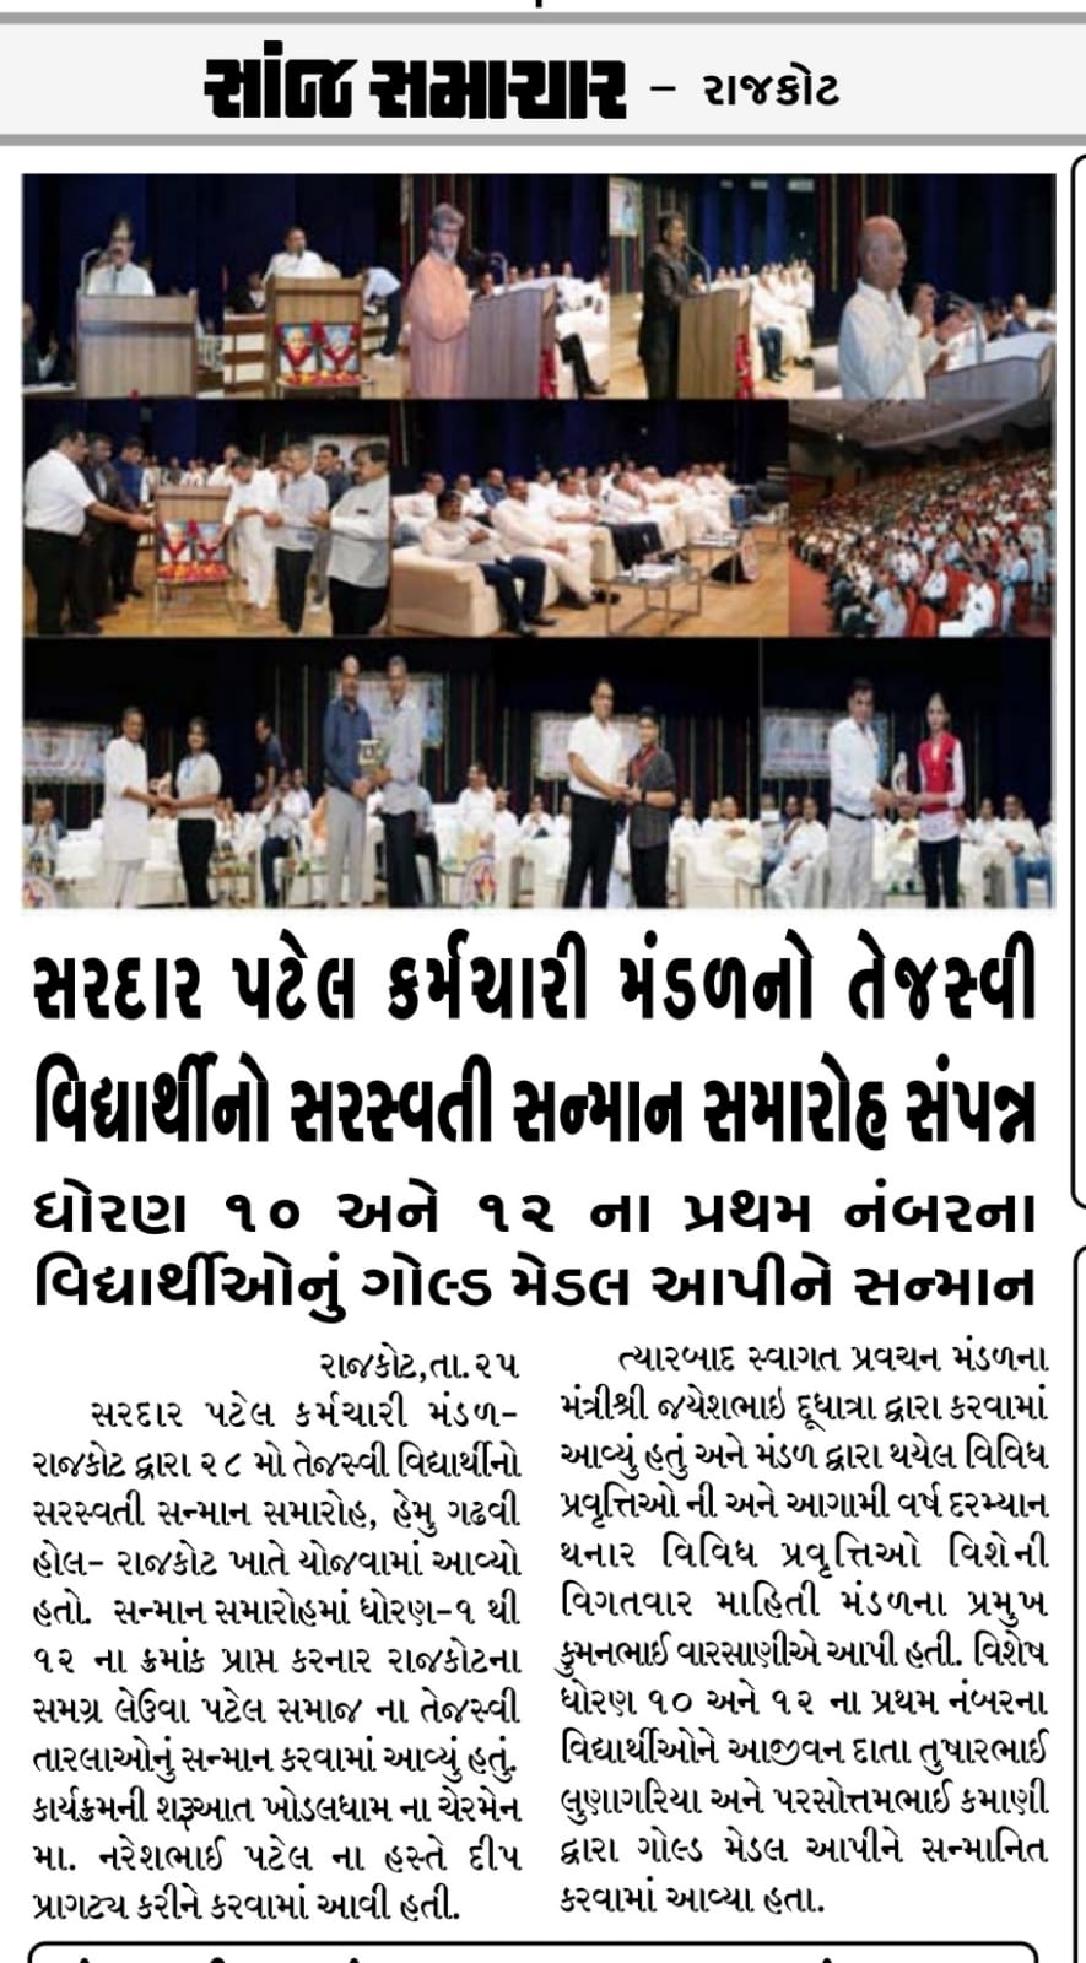 સાંજ સમાચાર – રાજકોટ
સરદાર પટેલ કર્મચારી મંડળનો તેજસ્વી
વિદ્યાર્થીનો સરસ્વતી સન્માન સમારોહ સંપન્ન
ધોરણ ૧૦ અને ૧૨ ના પ્રથમ નંબરના
વિદ્યાર્થીઓનું ગોલ્ડ મેડલ આપીને સન્માન
રાજકોટ,તા.૨૫
સરદાર પટેલ કર્મચારી મંડળ-
રાજકોટ દ્વારા ૨૮ મો તેજસ્વી વિદ્યાર્થીનો
સરસ્વતી સન્માન સમારોહ, હેમુ ગઢવી
હોલ- રાજકોટ ખાતે યોજવામાં આવ્યો
હતો. સન્માન સમારોહમાં ધોરણ-૧ થી
૧૨ ના ક્રમાંક પ્રાપ્ત કરનાર રાજકોટના
સમગ્ર લેઉવા પટેલ સમાજ ના તેજસ્વી
તારલાઓનું સન્માન કરવામાં આવ્યું હતું.
કાર્યક્રમની શરૂઆત ખોડલધામ ના ચેરમેન
મા. નરેશભાઈ પટેલ ના હસ્તે દીપ
પ્રાગટ્ય કરીને કરવામાં આવી હતી.
ત્યારબાદ સ્વાગત પ્રવચન મંડળના
મંત્રીશ્રી જયેશભાઇ દૂધાત્રા દ્વારા કરવામાં
આવ્યું હતું અને મંડળ દ્વારા થયેલ વિવિધ
પ્રવૃત્તિઓ ની અને આગામી વર્ષ દરમ્યાન
થનાર વિવિધ પ્રવૃત્તિઓ વિશેની
વિગતવાર માહિતી મંડળના પ્રમુખ
કુમનભાઈ વારસાણીએ આપી હતી. વિશેષ
ધોરણ ૧૦ અને ૧૨ ના પ્રથમ નંબરના
વિદ્યાર્થીઓને આજીવન દાતા તુષારભાઈ
લુણાગરિયા અને પરસોત્તમભાઈ કમાણી
દ્વારા ગોલ્ડ મેડલ આપીને સન્માનિત
કરવામાં આવ્યા હતા.